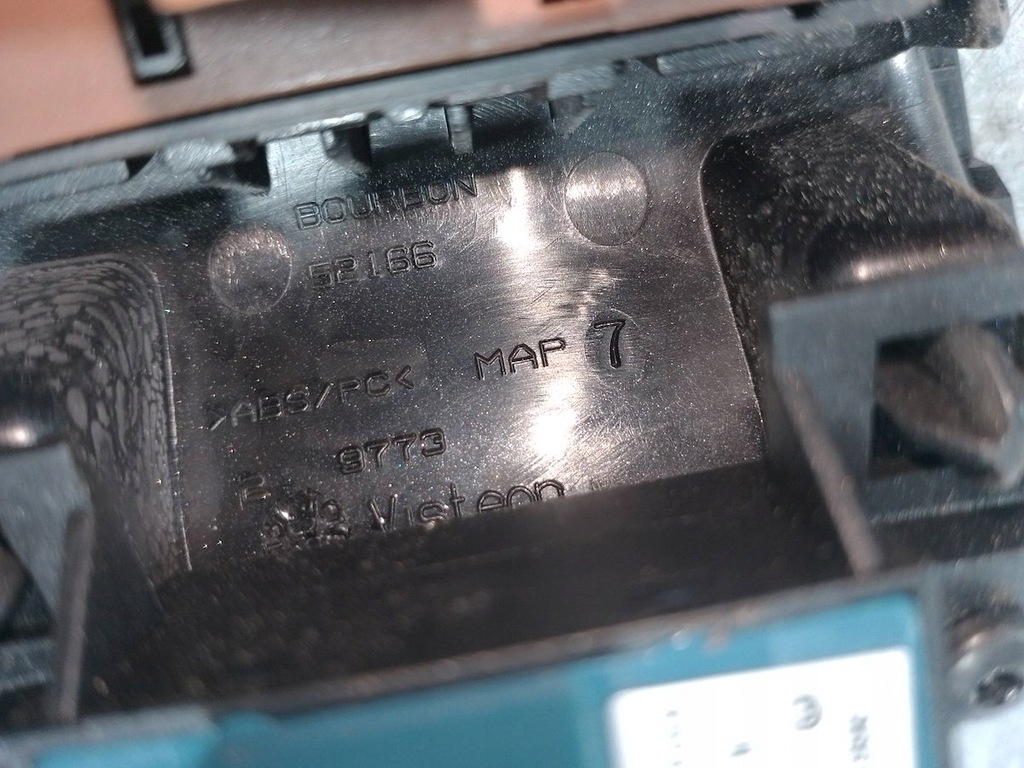 BOURBON
52166
>ABS/PC< MAP 7
9773
Visteon